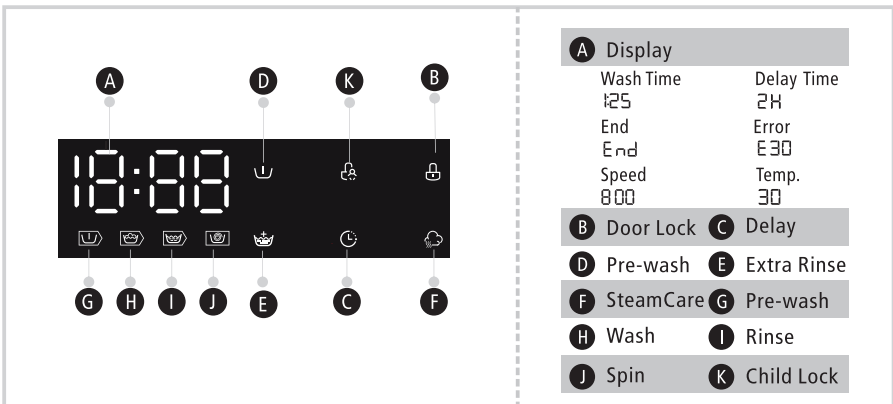 A D K B
18:88
G H I J E C F
A Display
Wash Time Delay Time
1:25 2H
End Error
End E30
Speed Temp.
800 30
B Door Lock C Delay
D Pre-wash E Extra Rinse
F SteamCare G Pre-wash
H Wash I Rinse
J Spin K Child Lock